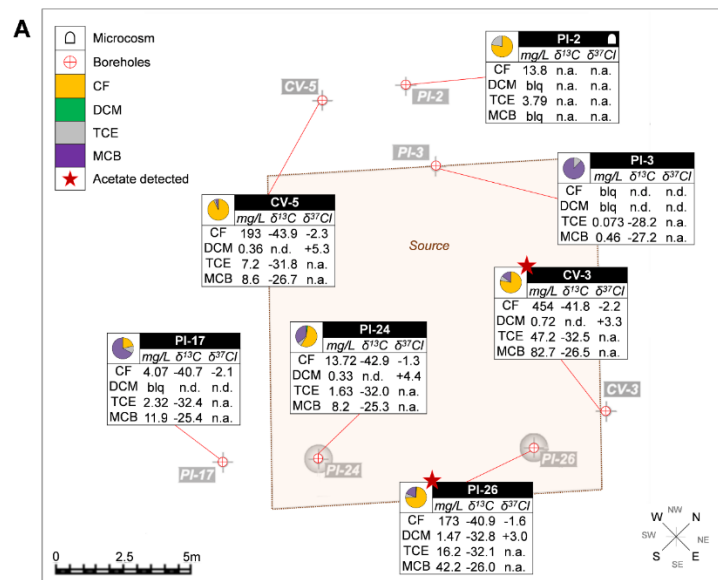 A
Microcosm
Boreholes
CF
DCM
TCE
MCB
Acetate detected
PI-2
mg/L δ13C δ37Cl
CF 13.8 n.a. n.a.
DCM blq n.a. n.a.
TCE 3.79 n.a. n.a.
MCB blq n.a. n.a.
CV-5
PI-2
PI-3
PI-3
mg/L δ13C δ37Cl
CF blq n.d. n.d.
DCM blq n.d. n.d.
TCE 0.073 -28.2 n.a.
MCB 0.46 -27.2 n.a.
CV-5
mg/L δ13C δ37Cl
CF 193 -43.9 -2.3
DCM 0.36 n.d. +5.3
TCE 7.2 -31.8 n.a.
MCB 8.6 -26.7 n.a.
Source
CV-3
mg/L δ13C δ37Cl
CF 454 -41.8 -2.2
DCM 0.72 n.d. +3.3
TCE 47.2 -32.5 n.a.
MCB 82.7 -26.5 n.a.
PI-17
mg/L δ13C δ37Cl
CF 4.07 -40.7 -2.1
DCM blq n.d. n.d.
TCE 2.32 -32.4 n.a.
MCB 11.9 -25.4 n.a.
PI-24
mg/L δ13C δ37Cl
CF 13.72 -42.9 -1.3
DCM 0.33 n.d. +4.4
TCE 1.63 -32.0 n.a.
MCB 8.2 -25.3 n.a.
CV-3
PI-17
PI-24
PI-26
PI-26
mg/L δ13C δ37Cl
CF 173 -40.9 -1.6
DCM 1.47 -32.8 +3.0
TCE 16.2 -32.1 n.a.
MCB 42.2 -26.0 n.a.
NW
W N
SW NE
S E
SE
0 2.5 5m